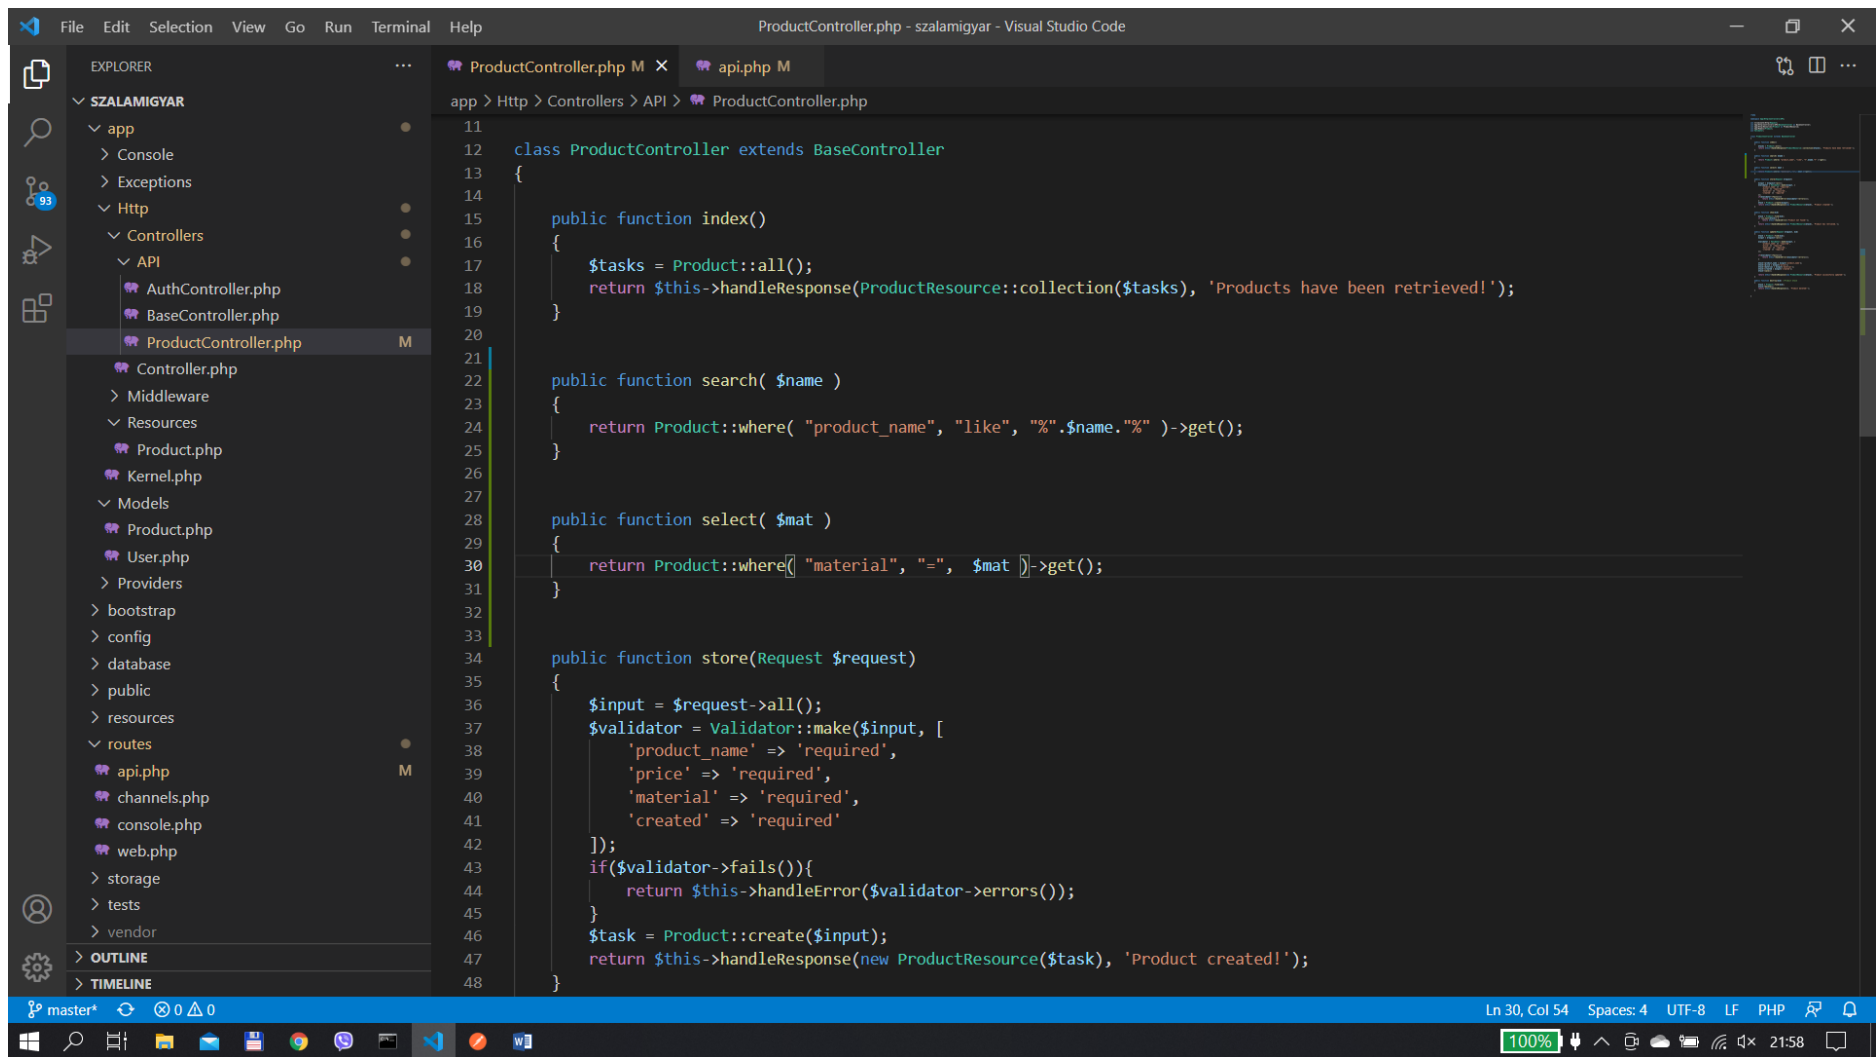 File Edit Selection View Go Run Terminal Help
ProductController.php - szalamigyar - Visual Studio Code
EXPLORER
SZALAMIGYAR
app
Console
Exceptions
Http
Controllers
API
AuthController.php
BaseController.php
ProductController.php M
Controller.php
Middleware
Resources
Product.php
Kernel.php
Models
Product.php
User.php
Providers
bootstrap
config
database
public
resources
routes
api.php M
channels.php
console.php
web.php
storage
tests
vendor
OUTLINE
TIMELINE
93
ProductController.php M
api.php M
app > Http > Controllers > API > ProductController.php
11
12 class ProductController extends BaseController
13 {
14
15 public function index()
16 {
17 $tasks = Product::all();
18 return $this->handleResponse(ProductResource::collection($tasks), 'Products have been retrieved!');
19 }
20
21
22 public function search( $name )
23 {
24 return Product::where( "product_name", "like", "%".$name."%" )->get();
25 }
26
27
28 public function select( $mat )
29 {
30 return Product::where( "material", "=",  $mat )->get();
31 }
32
33
34 public function store(Request $request)
35 {
36 $input = $request->all();
37 $validator = Validator::make($input, [
38 'product_name' => 'required',
39 'price' => 'required',
40 'material' => 'required',
41 'created' => 'required'
42 ]);
43 if($validator->fails()){
44 return $this->handleError($validator->errors());
45 }
46 $task = Product::create($input);
47 return $this->handleResponse(new ProductResource($task), 'Product created!');
48 }
master* 0 0
Ln 30, Col 54 Spaces: 4 UTF-8 LF PHP
100% 21:58